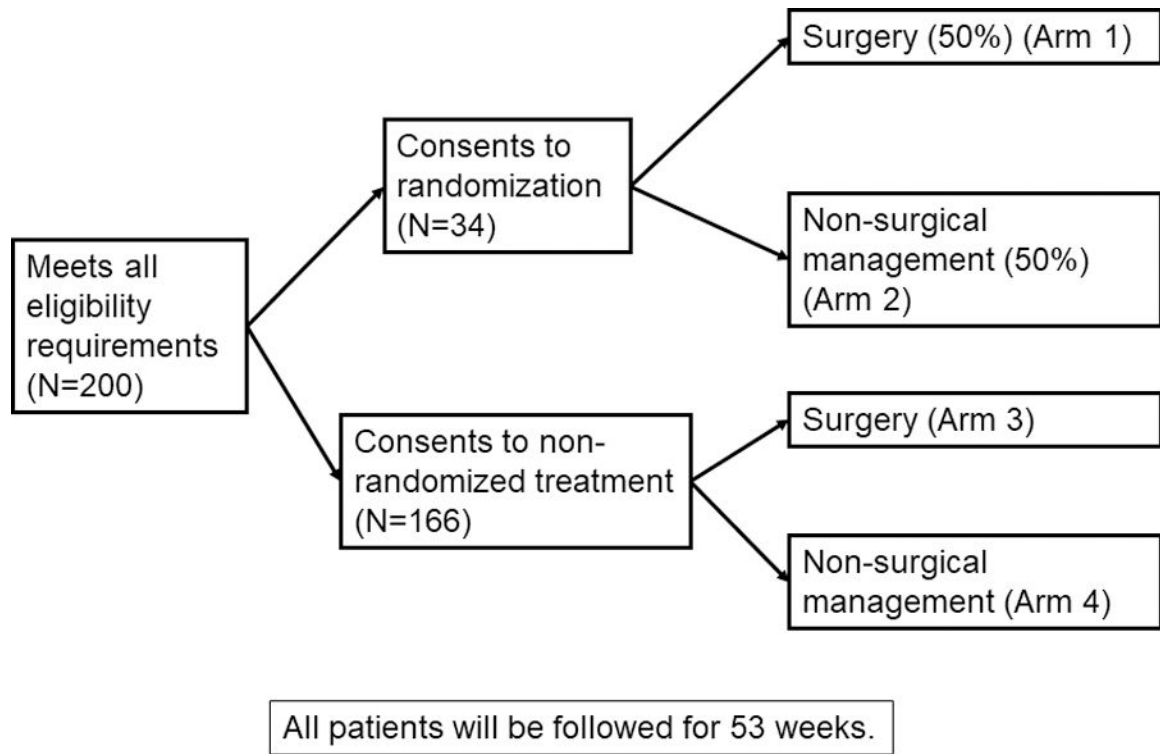 Meets all
eligibility
requirements
(N=200)
Consents to
randomization
(N=34)
Surgery (50%) (Arm 1)
Non-surgical
management (50%)
(Arm 2)
Consents to non-
randomized treatment
(N=166)
Surgery (Arm 3)
Non-surgical
management (Arm 4)
All patients will be followed for 53 weeks.